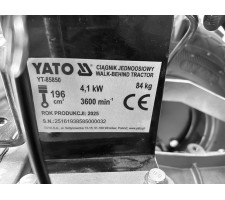 YATO
CIĄGNIK JEDNOOSIOWY
WALK-BEHIND TRACTOR
YT-85850
196 cm³
4,1 kW
84 kg
3600 min⁻¹
CE
ROK PRODUKCJI: 2025
S.N.: